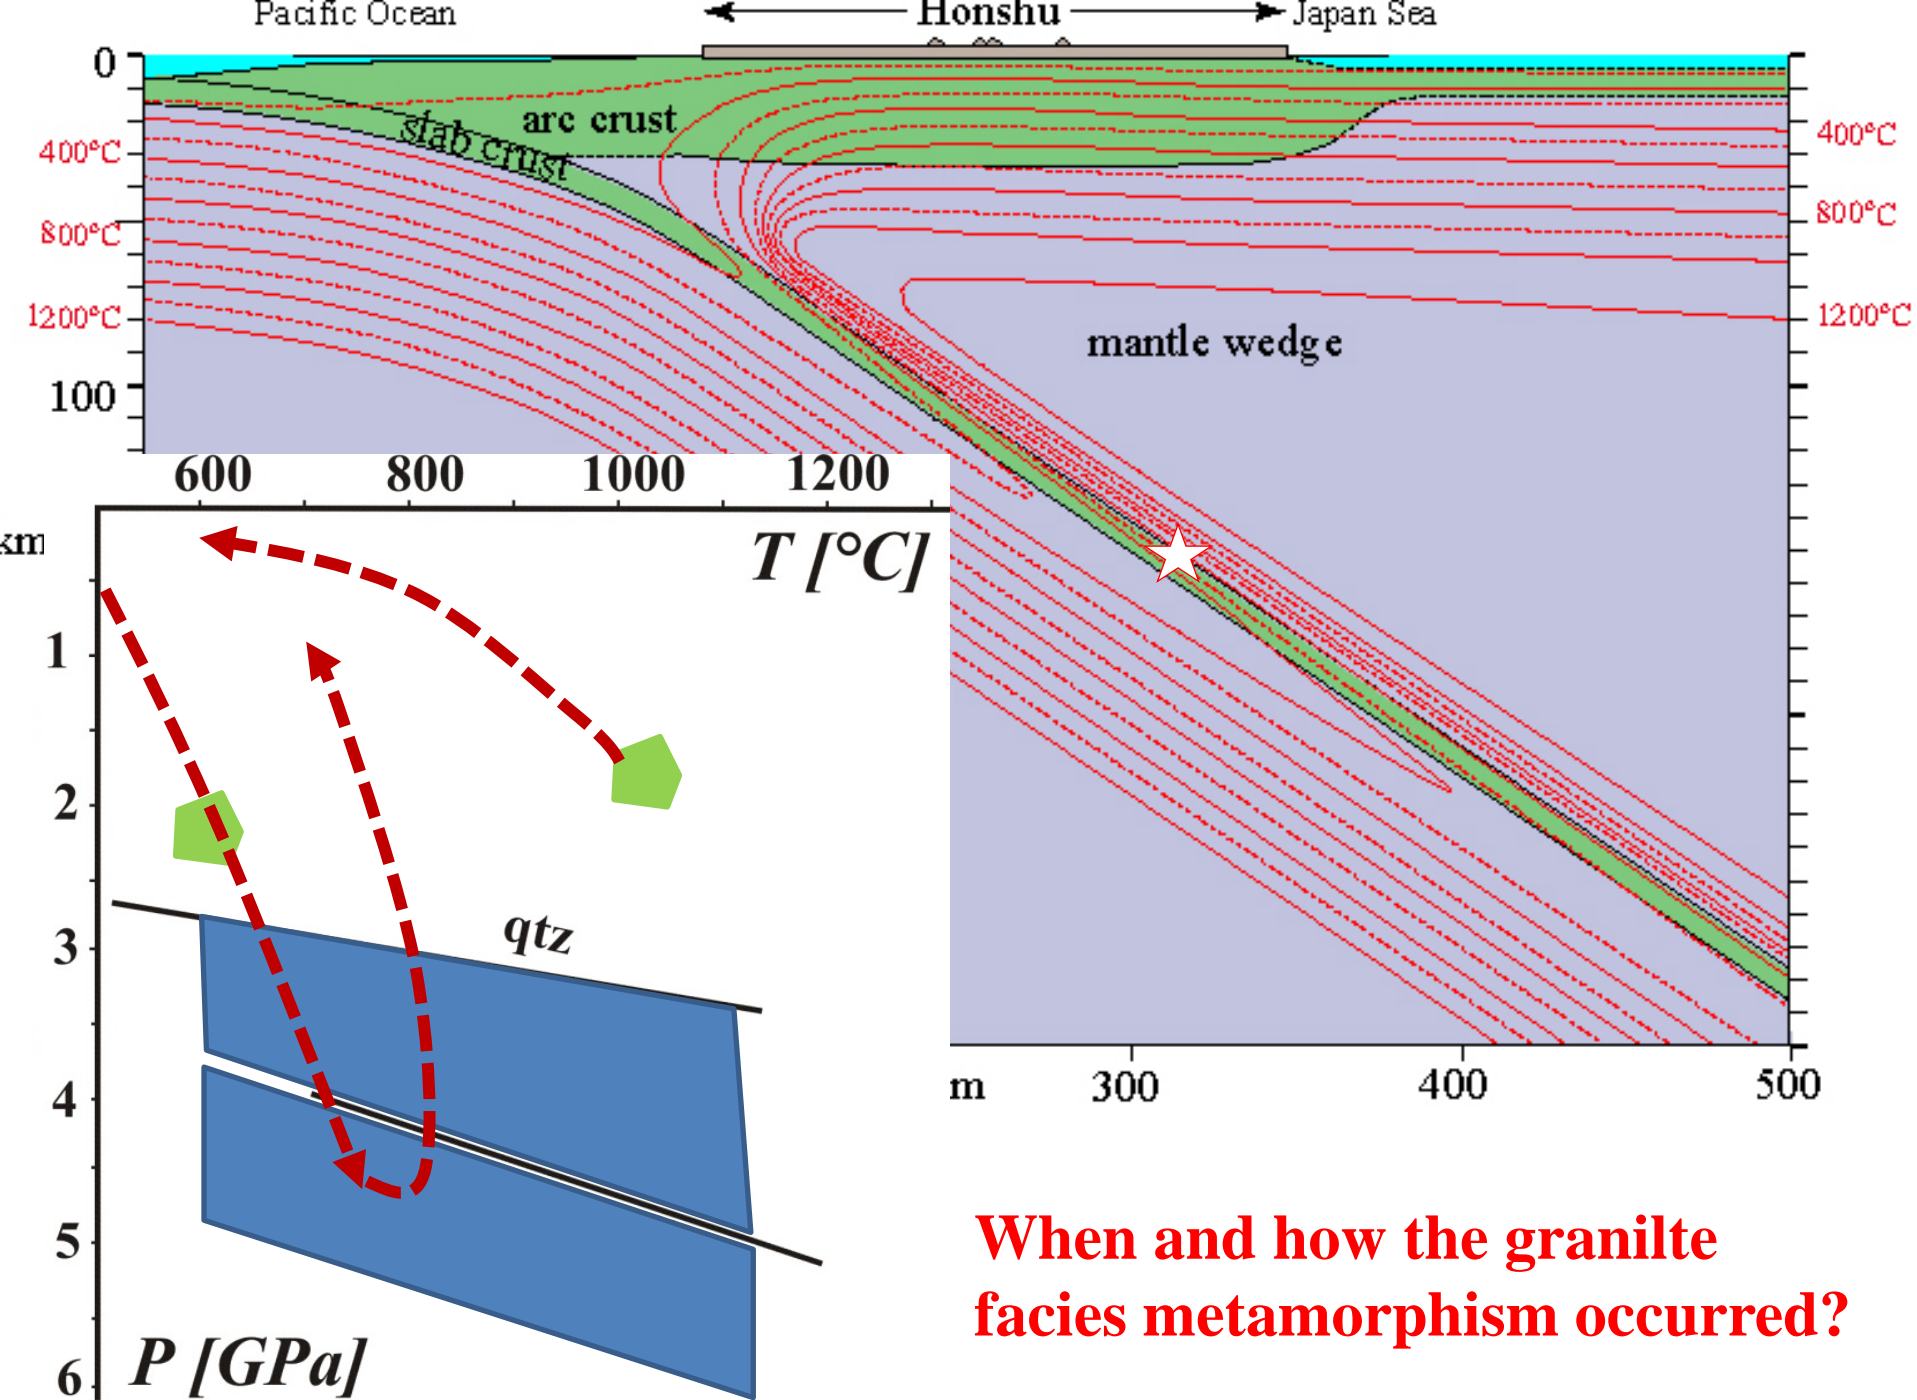 Pacific Ocean
Honshu
Japan Sea
0
arc crust
slab crust
400°C
400°C
800°C
800°C
1200°C
1200°C
mantle wedge
100
600 800 1000 1200
km
T [°C]
1
2
qtz
3
4
5
6
P [GPa]
m
300
400
500
When and how the granilte
facies metamorphism occurred?